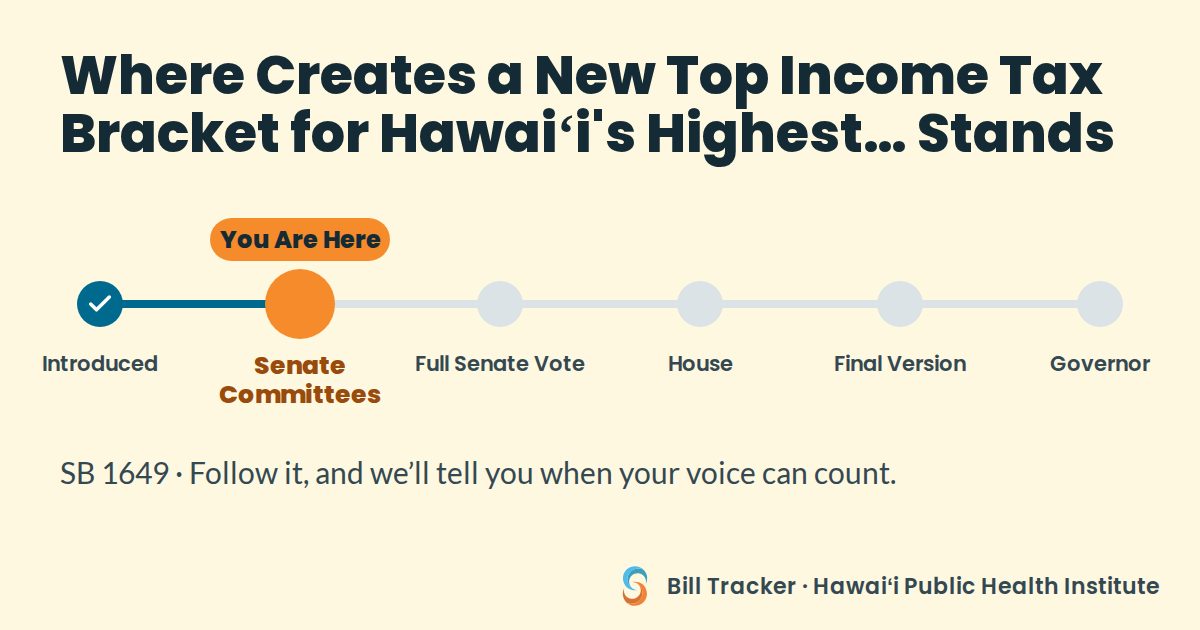 Where Creates a New Top Income Tax
Bracket for Hawaiʻi's Highest... Stands
You Are Here
Introduced
Senate
Committees
Full Senate Vote
House
Final Version
Governor
SB 1649 · Follow it, and we’ll tell you when your voice can count.
Bill Tracker · Hawaiʻi Public Health Institute